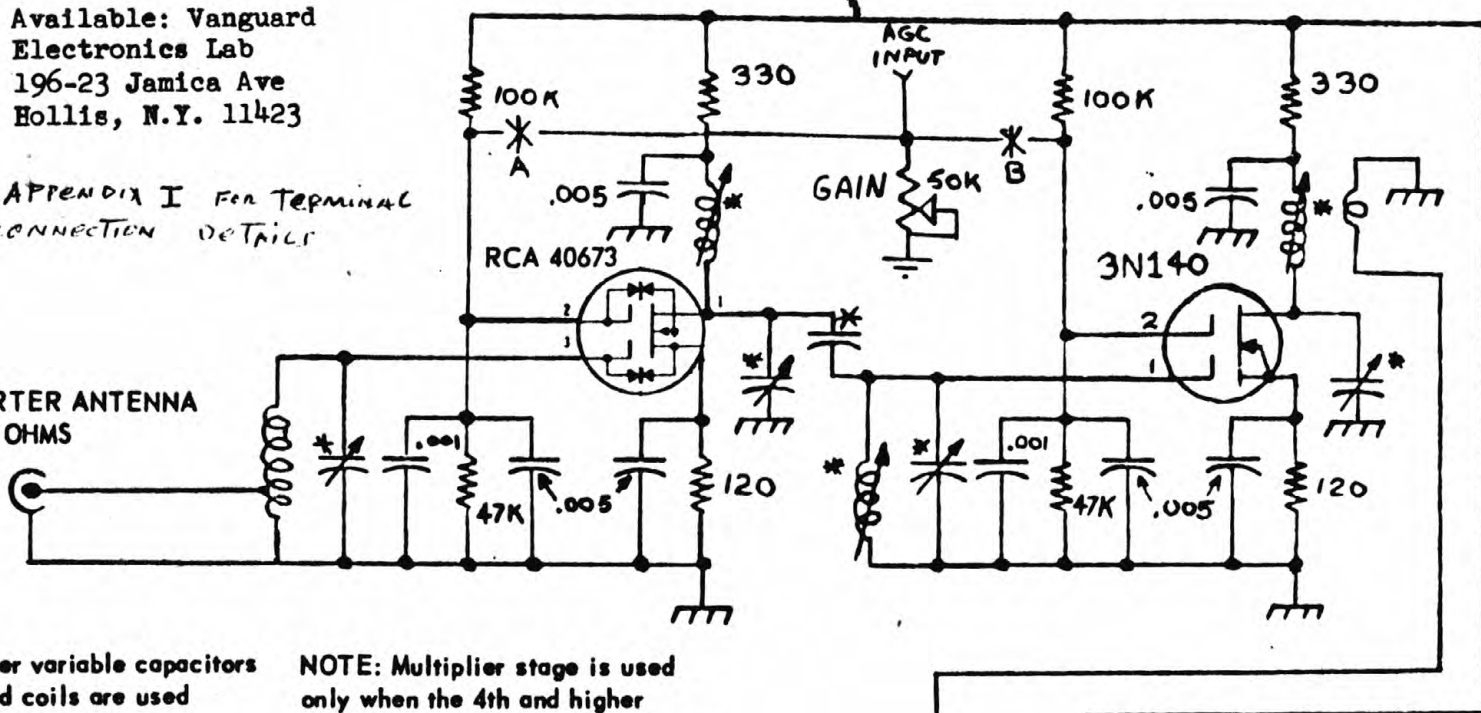 Available: Vanguard
Electronics Lab
196-23 Jamica Ave
Hollis, N.Y. 11423
APPENDIX I FOR TERMINAL
CONNECTION DETAILS
AGC
INPUT
100K
330
A
B
.005
*
GAIN
50K
100K
330
.005
*
RCA 40673
2
3
1
3N140
2
1
*
*
*
RTER ANTENNA
OHMS
*
.001
47K
.005
120
*
*
.001
47K
.005
120
er variable capacitors
d coils are used
NOTE: Multiplier stage is used
only when the 4th and higher